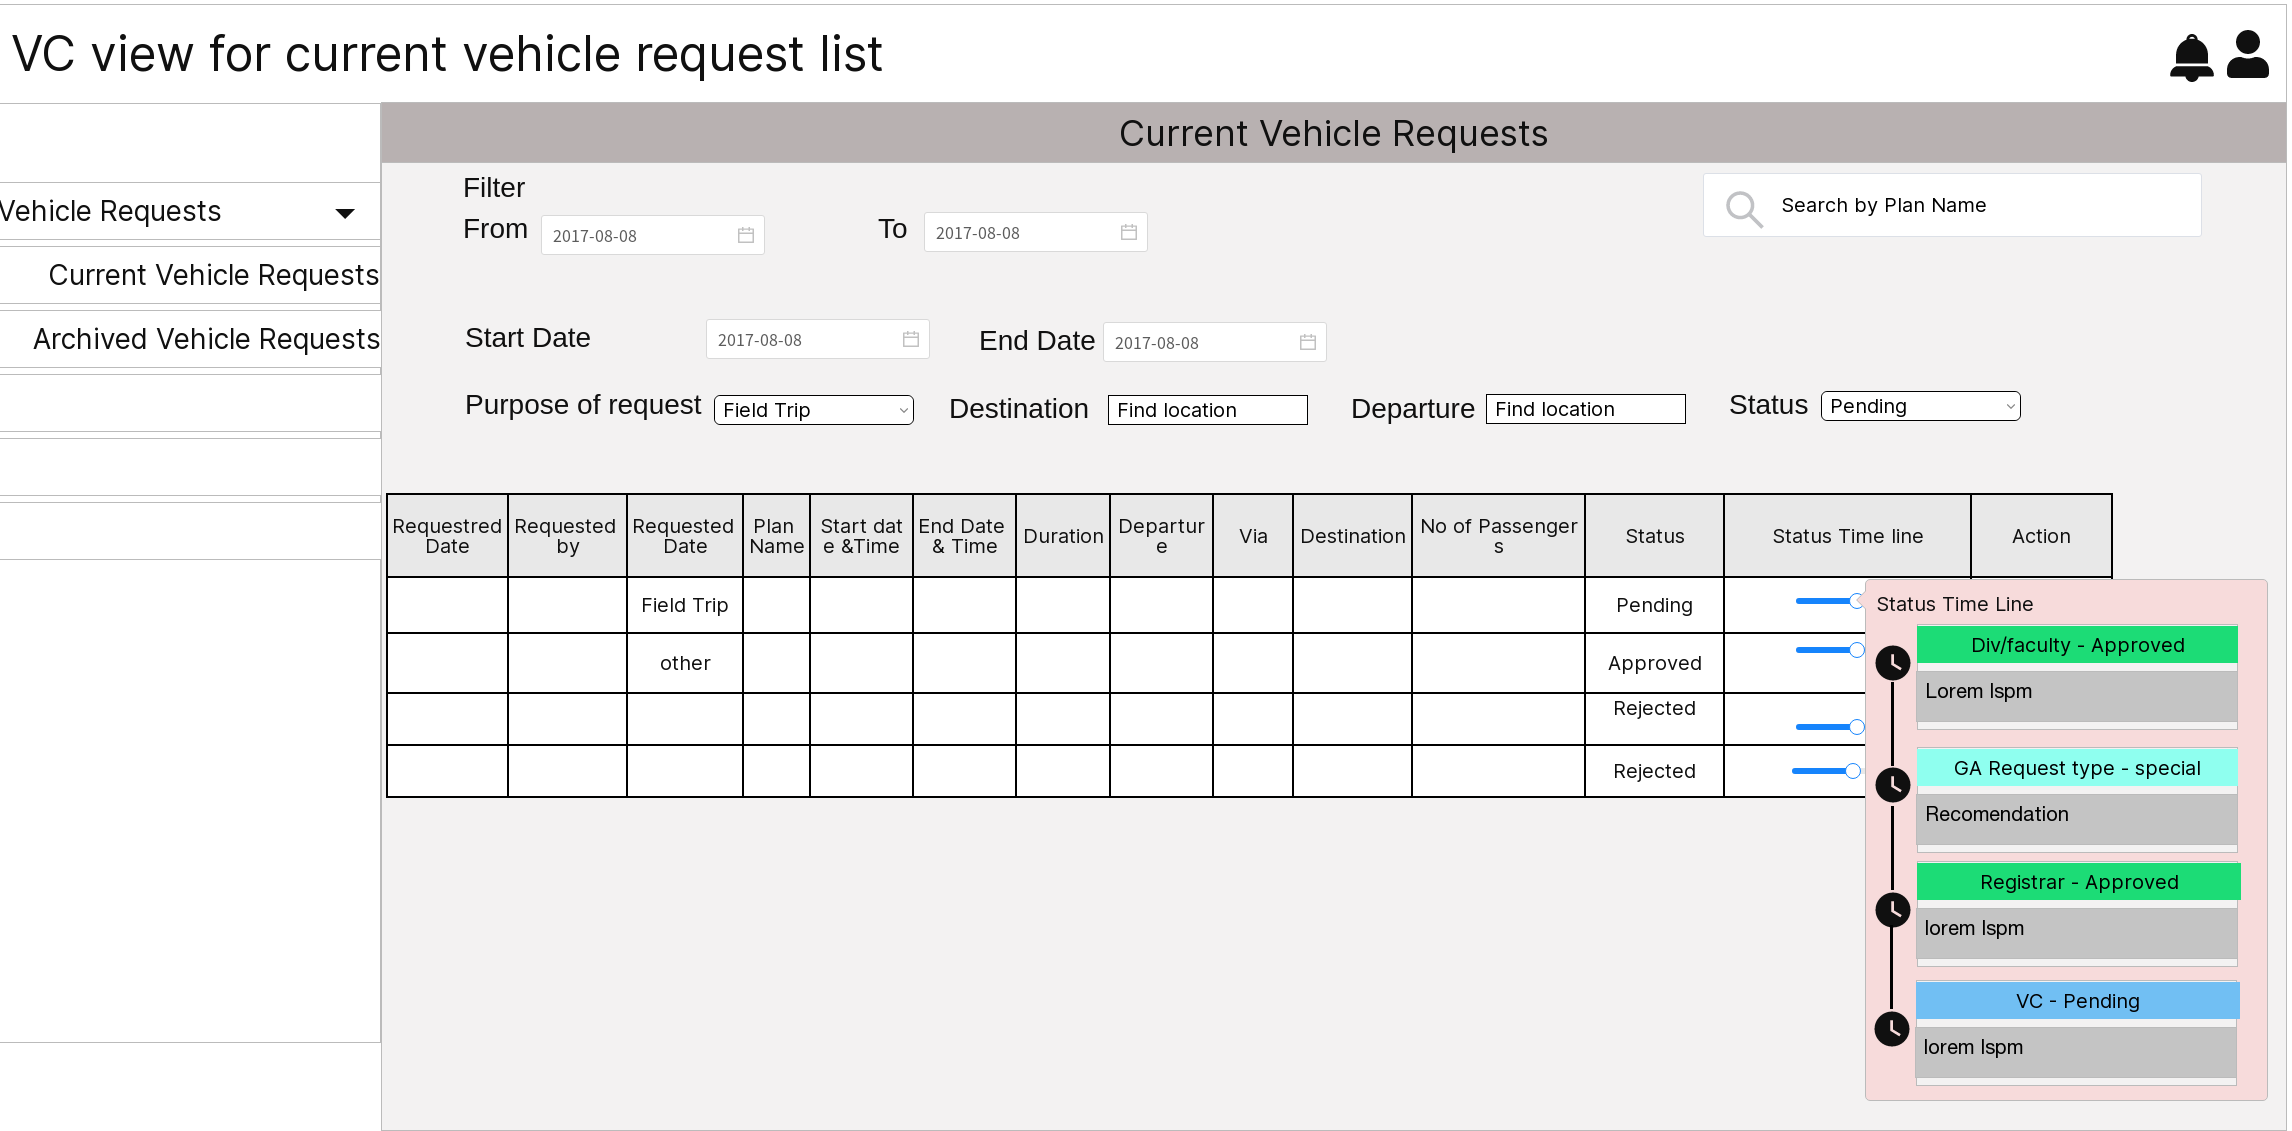 VC view for current vehicle request list
Current Vehicle Requests
Vehicle Requests
Current Vehicle Requests
Archived Vehicle Requests
Filter
From 2017-08-08 To 2017-08-08
Search by Plan Name
Start Date 2017-08-08 End Date 2017-08-08
Purpose of request Field Trip Destination Find location Departure Find location Status Pending
Requestred
Date
Requested
by
Requested
Date
Plan
Name
Start dat
e &Time
End Date
& Time
Duration
Departur
e
Via
Destination
No of Passenger
s
Status
Status Time line
Action
Field Trip
Pending
other
Approved
Rejected
Rejected
Status Time Line
Div/faculty - Approved
Lorem Ispm
GA Request type - special
Recomendation
Registrar - Approved
lorem Ispm
VC - Pending
lorem Ispm